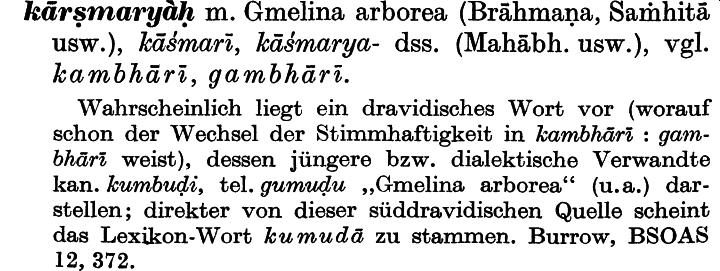 kārṣmaryàḥ m. Gmelina arborea (Brāhmaṇa, Saṁhitā
usw.), kāśmarī, kāśmarya- dss. (Mahābh. usw.), vgl.
kambhārī, gambhārī.
Wahrscheinlich liegt ein dravidisches Wort vor (worauf
schon der Wechsel der Stimmhaftigkeit in kambhārī : gam-
bhārī weist), dessen jüngere bzw. dialektische Verwandte
kan. kumbuḍi, tel. gumuḍu „Gmelina arborea“ (u. a.) dar-
stellen; direkter von dieser süddravidischen Quelle scheint
das Lexikon-Wort kumudā zu stammen. Burrow, BSOAS
12, 372.